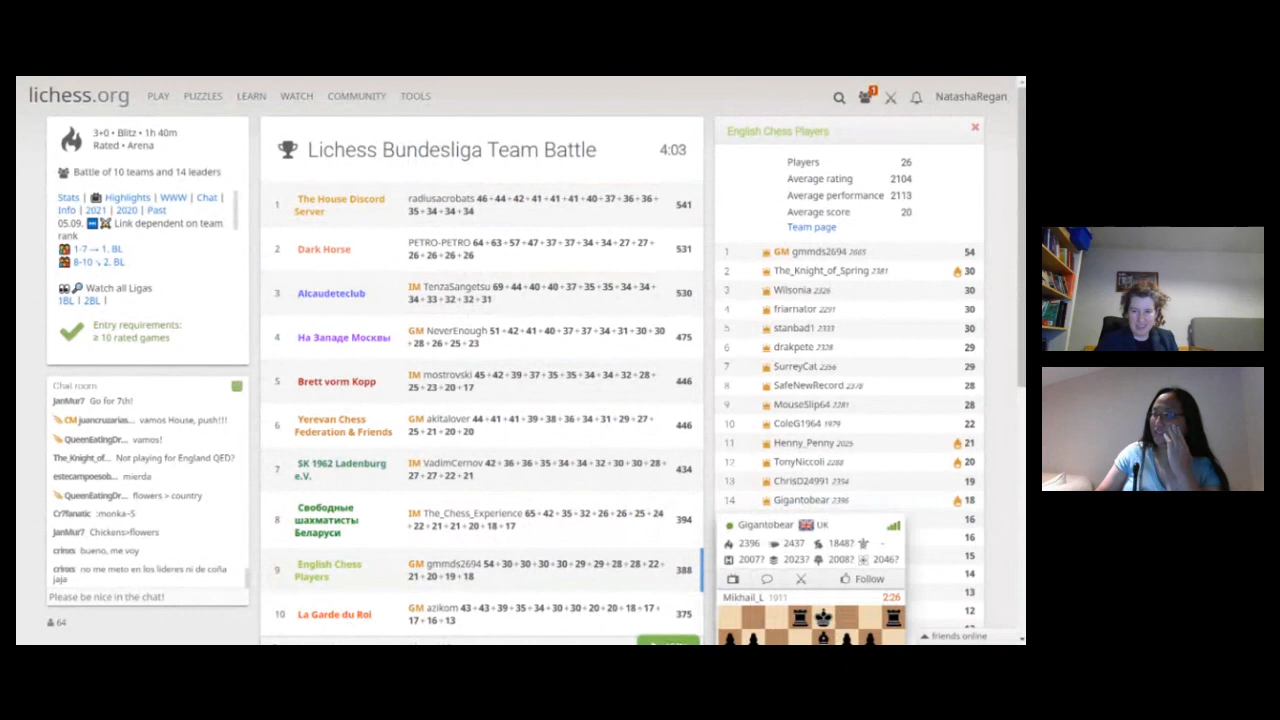 lichess.org PLAY PUZZLES LEARN WATCH COMMUNITY TOOLS
1
NatashaRegan
3+0 • Blitz • 1h 40m
Rated • Arena
Battle of 10 teams and 14 leaders
Stats | Highlights | WWW | Chat |
Info | 2021 | 2020 | Past
05.09. Link dependent on team
rank
1-7 → 1. BL
8-10 ↘ 2. BL
Watch all Ligas
1BL | 2BL |
Entry requirements:
≥ 10 rated games
Chat room
JanMur7 Go for 7th!
CM juancruzarias... vamos House, push!!!
QueenEatingDr... vamos!
The_Knight_of... Not playing for England QED?
estecampoesob... mierda
QueenEatingDr... flowers > country
Cr7fanatic :monka-S
JanMur7 Chickens>flowers
crisxs bueno, me voy
crisxs no me meto en los lideres ni de coña
jaja
Please be nice in the chat!
64
Lichess Bundesliga Team Battle 4:03
1 The House Discord Server radiusacrobats 46+44+42+41+41+41+40+37+36+36+ 541
35+34+34+34
2 Dark Horse PETRO-PETRO 64+63+57+47+37+37+34+34+27+27+ 531
26+26+26+26
3 Alcaudeteclub IM TenzaSangetsu 69+44+40+40+37+35+35+34+34+ 530
34+33+32+32+31
4 На Западе Москвы GM NeverEnough 51+42+41+40+37+37+34+31+30+30 475
+28+26+25+23
5 Brett vorm Kopp IM mostrovski 45+42+39+37+35+35+34+34+32+28+ 446
25+23+20+17
6 Yerevan Chess Federation & Friends GM akitalover 44+41+41+39+38+36+34+31+29+27+ 446
25+21+20+20
7 SK 1962 Ladenburg e.V. IM VadimCernov 42+36+36+35+34+34+32+30+30+28+ 434
27+27+22+21
8 Свободные шахматисты Беларуси IM The_Chess_Experience 65+42+35+32+26+26+25+24 394
+22+21+21+20+18+17
9 English Chess Players GM gmmds2694 54+30+30+30+30+29+29+28+28+22+ 388
21+20+19+18
10 La Garde du Roi GM azikom 43+43+39+35+34+30+30+20+20+18+17+ 375
17+16+13
English Chess Players
Players 26
Average rating 2104
Average performance 2113
Average score 20
Team page
1 GM gmmds2694 2665 54
2 The_Knight_of_Spring 2381 30
3 Wilsonia 2326 30
4 friarnator 2291 30
5 stanbad1 2333 30
6 drakpete 2328 29
7 SurreyCat 2356 29
8 SafeNewRecord 2378 28
9 MouseSlip64 2281 28
10 ColeG1964 1979 22
11 Henny_Penny 2025 21
12 TonyNiccoli 2288 20
13 ChrisD24991 2354 19
14 Gigantobear 2396 18
16
16
15
14
13
12
Gigantobear UK
2396 2437 1848? -
2007? 2023? 2008? 2046?
Follow
Mikhail_L 1911 2:26
friends online